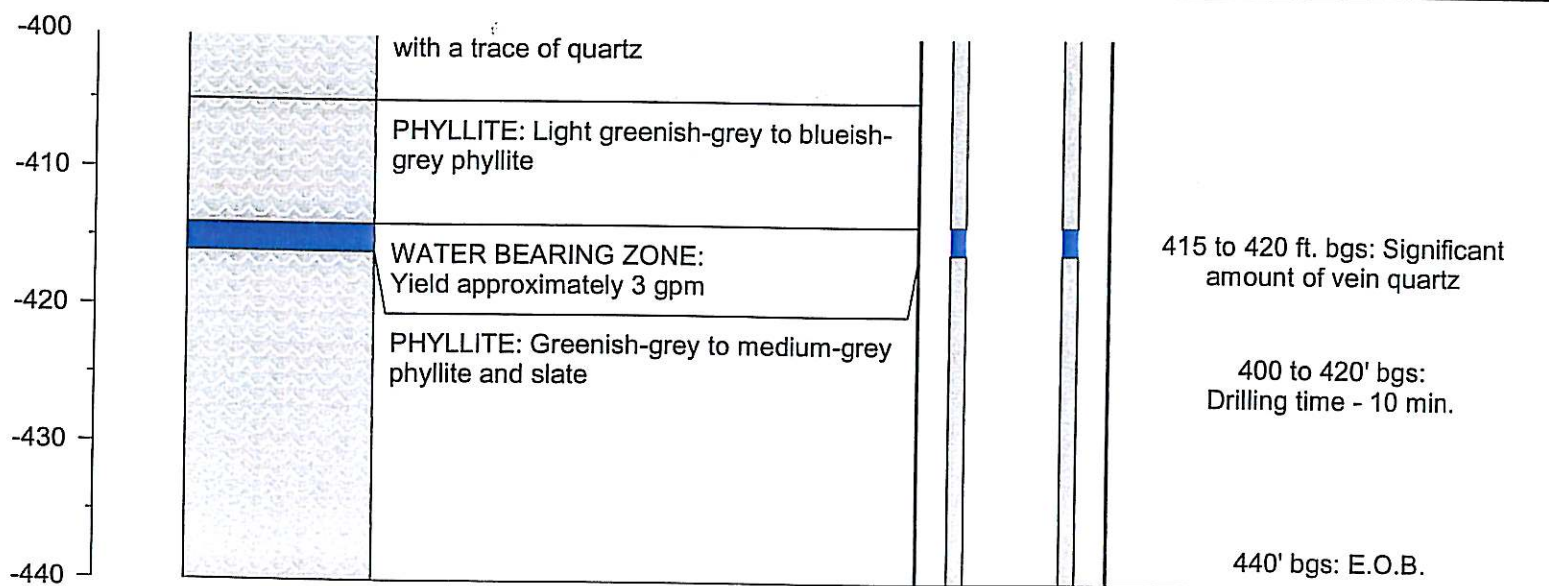 -400
with a trace of quartz
PHYLLITE: Light greenish-grey to blueish-
grey phyllite
-410
WATER BEARING ZONE:
Yield approximately 3 gpm
415 to 420 ft. bgs: Significant
amount of vein quartz
-420
PHYLLITE: Greenish-grey to medium-grey
phyllite and slate
400 to 420' bgs:
Drilling time - 10 min.
-430
440' bgs: E.O.B.
-440